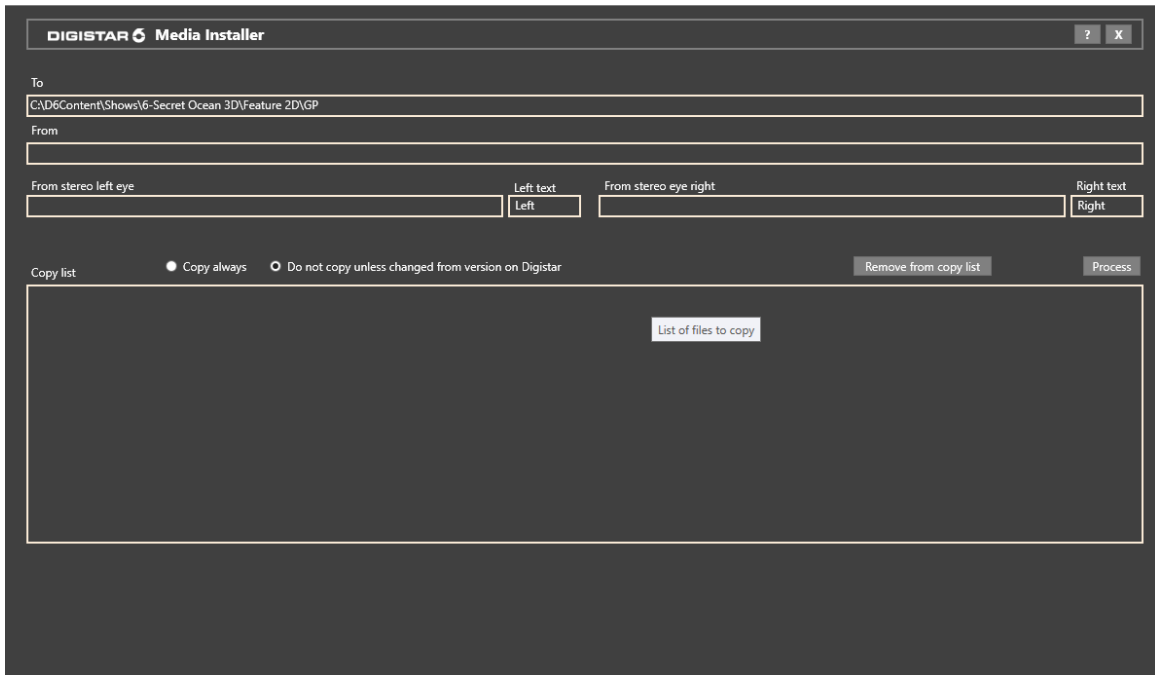 DIGISTAR 6 Media Installer ? X
To
C:\D6Content\Shows\6-Secret Ocean 3D\Feature 2D\GP
From
From stereo left eye Left text From stereo eye right Right text
Left Right
Copy list Copy always Do not copy unless changed from version on Digistar Remove from copy list Process
List of files to copy